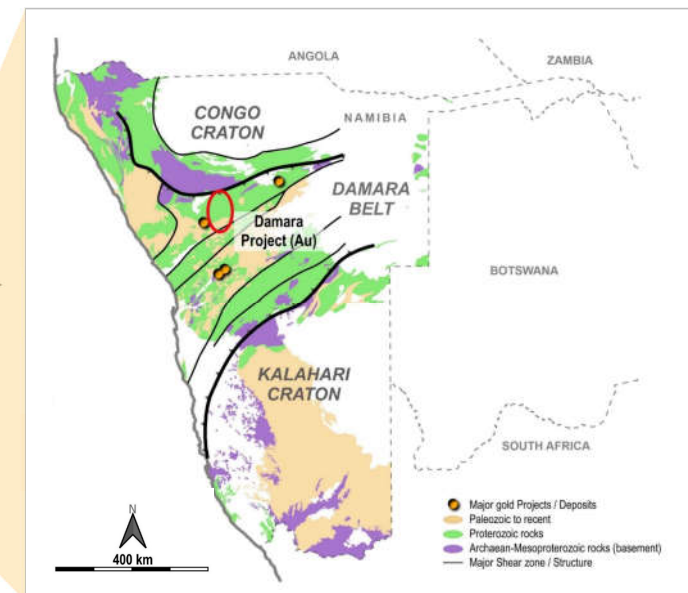 ANGOLA
ZAMBIA
CONGO
CRATON
NAMIBIA
DAMARA
BELT
Damara
Project (Au)
BOTSWANA
KALAHARI
CRATON
SOUTH AFRICA
N
400 km
Major gold Projects / Deposits
Paleozoic to recent
Proterozoic rocks
Archaean-Mesoproterozoic rocks (basement)
Major Shear zone / Structure